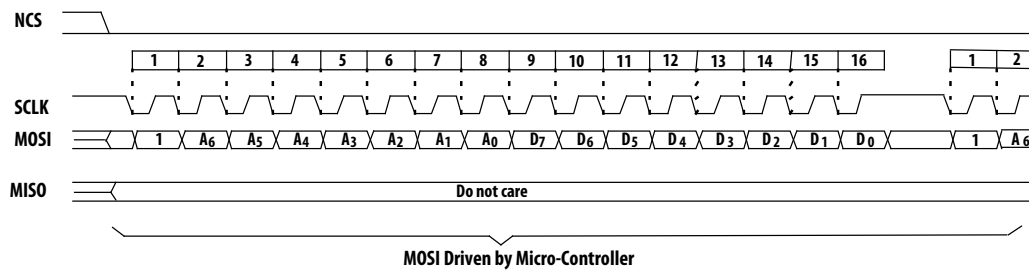 NCS
1 2 3 4 5 6 7 8 9 10 11 12 13 14 15 16 1 2
SCLK
MOSI 1 A6 A5 A4 A3 A2 A1 A0 D7 D6 D5 D4 D3 D2 D1 D0 1 A6
MISO Do not care
MOSI Driven by Micro-Controller